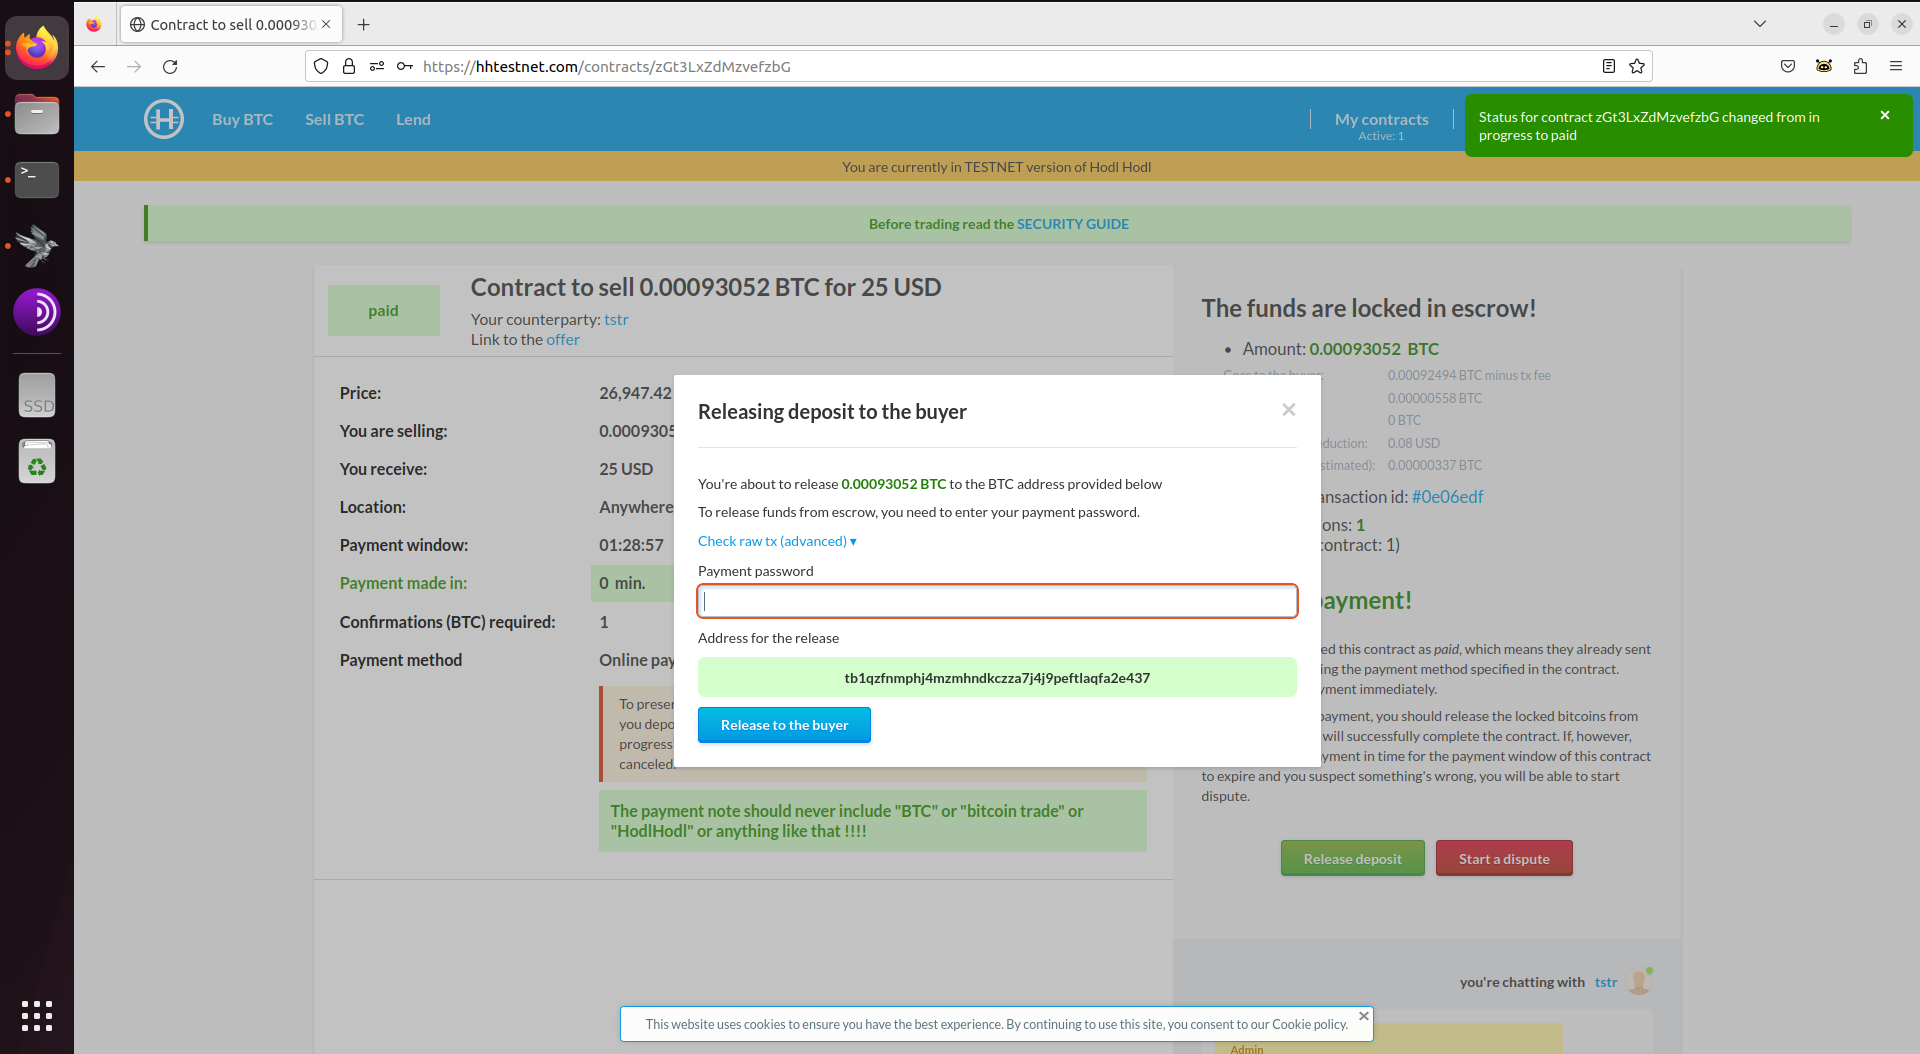 Contract to sell 0.00093
https://hhtestnet.com/contracts/zGt3LxZdMzvefzbG
Buy BTC
Sell BTC
Lend
My contracts
Active: 1
Status for contract zGt3LxZdMzvefzbG changed from in
progress to paid
You are currently in TESTNET version of Hodl Hodl
Before trading read the SECURITY GUIDE
paid
Contract to sell 0.00093052 BTC for 25 USD
Your counterparty: tstr
Link to the offer
Price: 26,947.42
You are selling: 0.0009305
You receive: 25 USD
Location: Anywhere
Payment window: 01:28:57
Payment made in: 0 min.
Confirmations (BTC) required: 1
Payment method Online pay
To preser
you depo
progress
canceled.
The payment note should never include "BTC" or "bitcoin trade" or
"HodlHodl" or anything like that !!!!
Releasing deposit to the buyer
You're about to release 0.00093052 BTC to the BTC address provided below
To release funds from escrow, you need to enter your payment password.
Check raw tx (advanced) ▾
Payment password
Address for the release
tb1qzfnmphj4mzmhndkczza7j4j9peftlaqfa2e437
Release to the buyer
The funds are locked in escrow!
• Amount: 0.00093052 BTC
0.00092494 BTC minus tx fee
0.00000558 BTC
0 BTC
eduction: 0.08 USD
stimated): 0.00000337 BTC
ansaction id: #0e06edf
ons: 1
contract: 1)
ayment!
ed this contract as paid, which means they already sent
ing the payment method specified in the contract.
yment immediately.
payment, you should release the locked bitcoins from
will successfully complete the contract. If, however,
yment in time for the payment window of this contract
to expire and you suspect something's wrong, you will be able to start
dispute.
Release deposit
Start a dispute
you're chatting with tstr
Admin
This website uses cookies to ensure you have the best experience. By continuing to use this site, you consent to our Cookie policy.
SSD